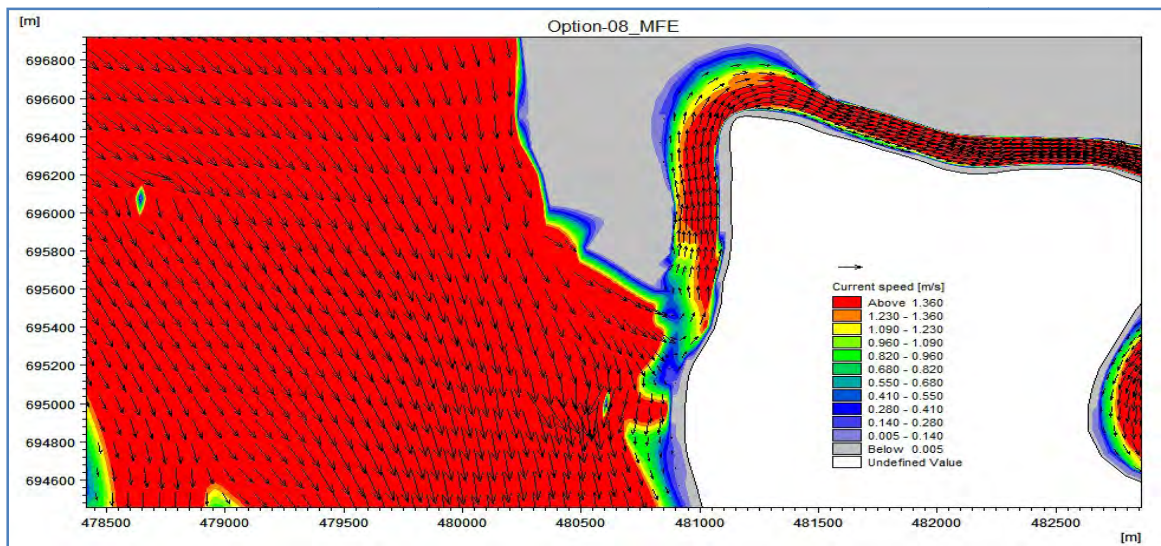 [m]
Option-08_MFE
696800
696600
696400
696200
696000
695800
695600
695400
695200
695000
694800
694600
Current speed [m/s]
Above 1.360
1.230 - 1.360
1.090 - 1.230
0.960 - 1.090
0.820 - 0.960
0.680 - 0.820
0.550 - 0.680
0.410 - 0.550
0.280 - 0.410
0.140 - 0.280
0.005 - 0.140
Below 0.005
Undefined Value
478500 479000 479500 480000 480500 481000 481500 482000 482500
[m]